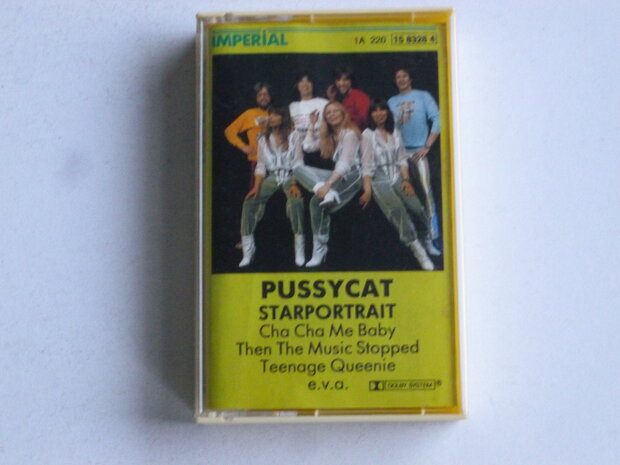 IMPERIAL 1A 220 15 8328 4
PUSSYCAT
STARPORTRAIT
Cha Cha Me Baby
Then The Music Stopped
Teenage Queenie
e.v.a. DOLBY SYSTEM ®